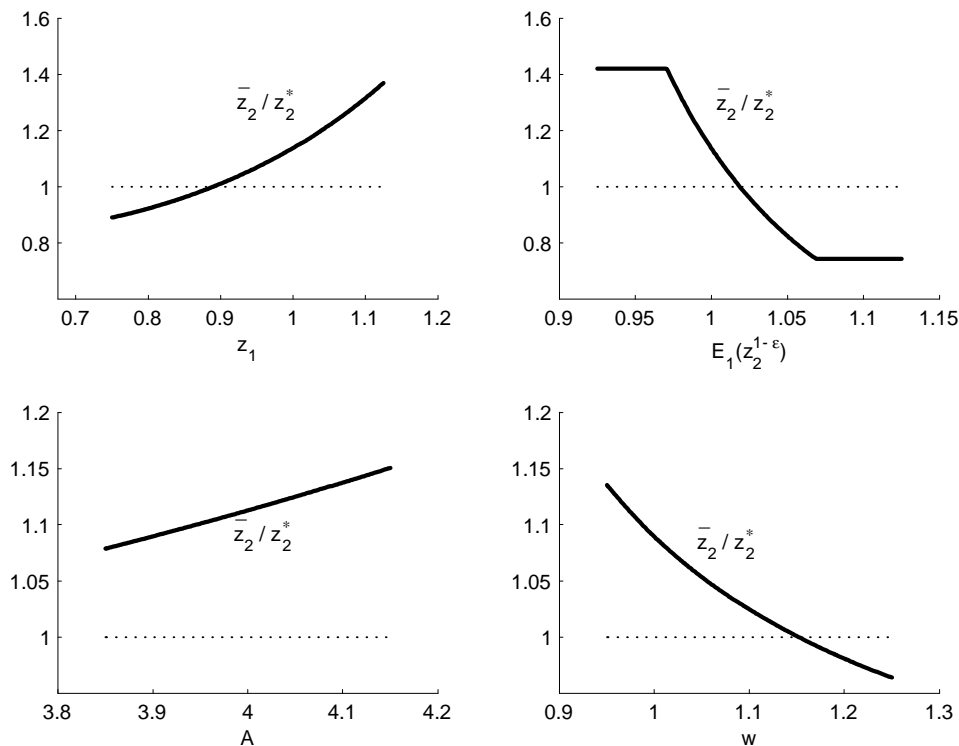 1.6
1.4
1.2
1
0.8
z̄₂ / z₂*
0.7 0.8 0.9 1 1.1 1.2
z₁
1.6
1.4
1.2
1
0.8
z̄₂ / z₂*
0.9 0.95 1 1.05 1.1 1.15
E₁(z₂^{1- ε})
1.2
1.15
1.1
1.05
1
z̄₂ / z₂*
3.8 3.9 4 4.1 4.2
A
1.2
1.15
1.1
1.05
1
z̄₂ / z₂*
0.9 1 1.1 1.2 1.3
w